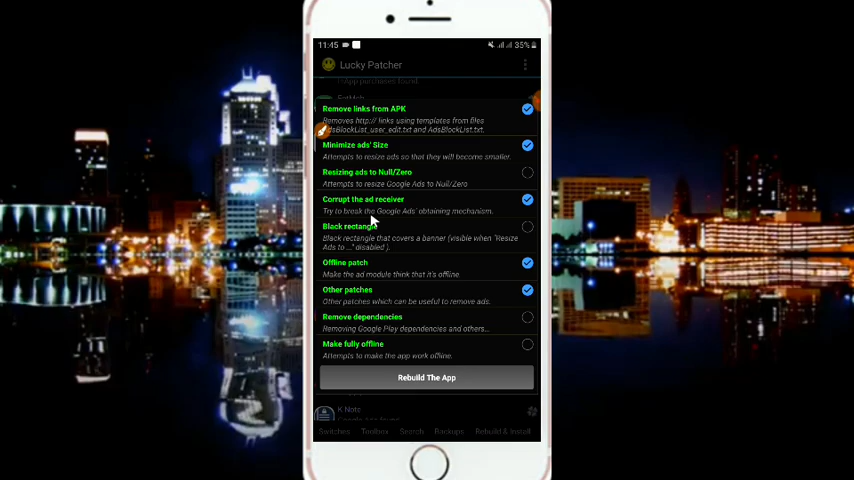 11:45
35%
Lucky Patcher
Remove links from APK
Removes http:// links using templates from files
AdsBlockList_user_edit.txt and AdsBlockList.txt.
Minimize ads' Size
Attempts to resize ads so that they will become smaller.
Resizing ads to Null/Zero
Attempts to resize Google Ads to Null/Zero
Corrupt the ad receiver
Try to break the Google Ads' obtaining mechanism.
Black rectangle
Black rectangle that covers a banner (visible when "Resize
Ads to ..." disabled ).
Offline patch
Make the ad module think that it's offline.
Other patches
Other patches which can be useful to remove ads.
Remove dependencies
Removing Google Play dependencies and others...
Make fully offline
Attempts to make the app work offline.
Rebuild The App
K Note
Switches Toolbox Search Backups Rebuild & Install